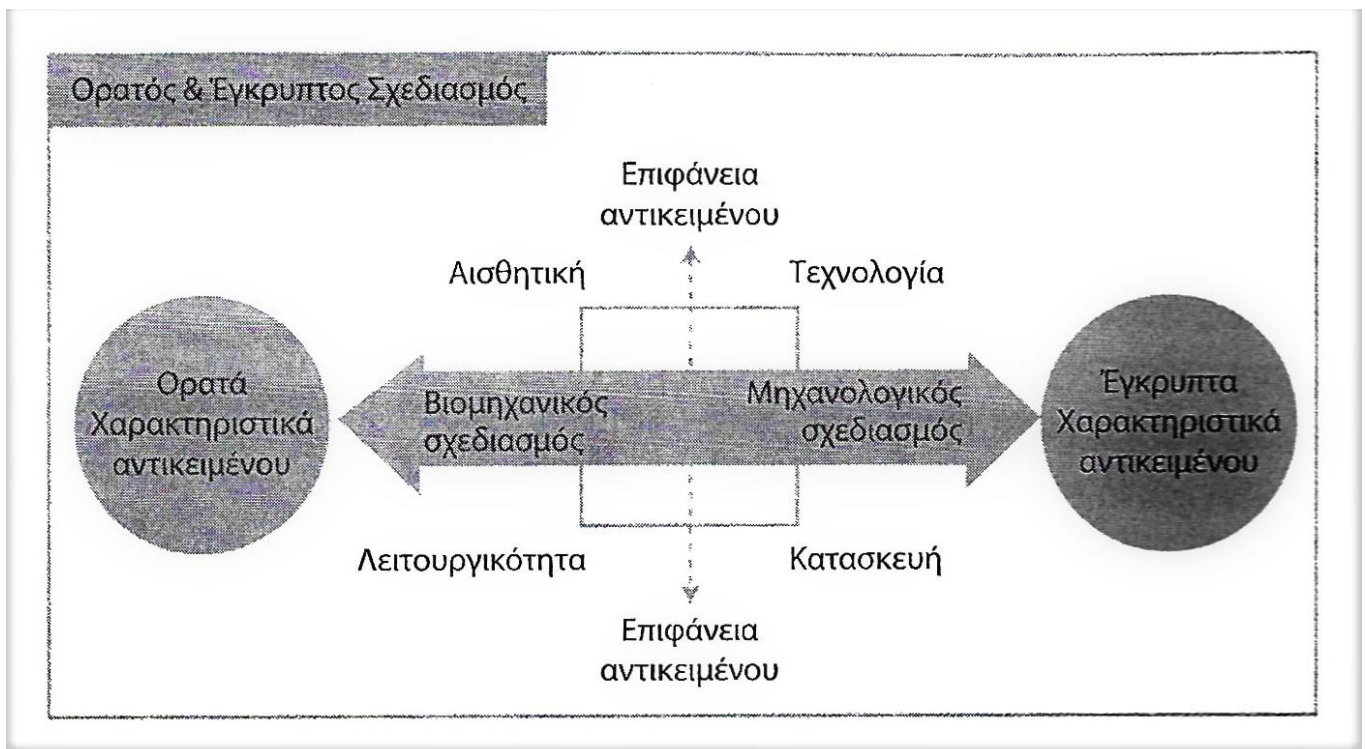 Ορατός & Έγκρυπτος Σχεδιασμός
Επιφάνεια
αντικειμένου
Αισθητική
Τεχνολογία
Ορατά
Χαρακτηριστικά
αντικειμένου
Βιομηχανικός
σχεδιασμός
Μηχανολογικός
σχεδιασμός
Έγκρυπτα
Χαρακτηριστικά
αντικειμένου
Λειτουργικότητα
Κατασκευή
Επιφάνεια
αντικειμένου